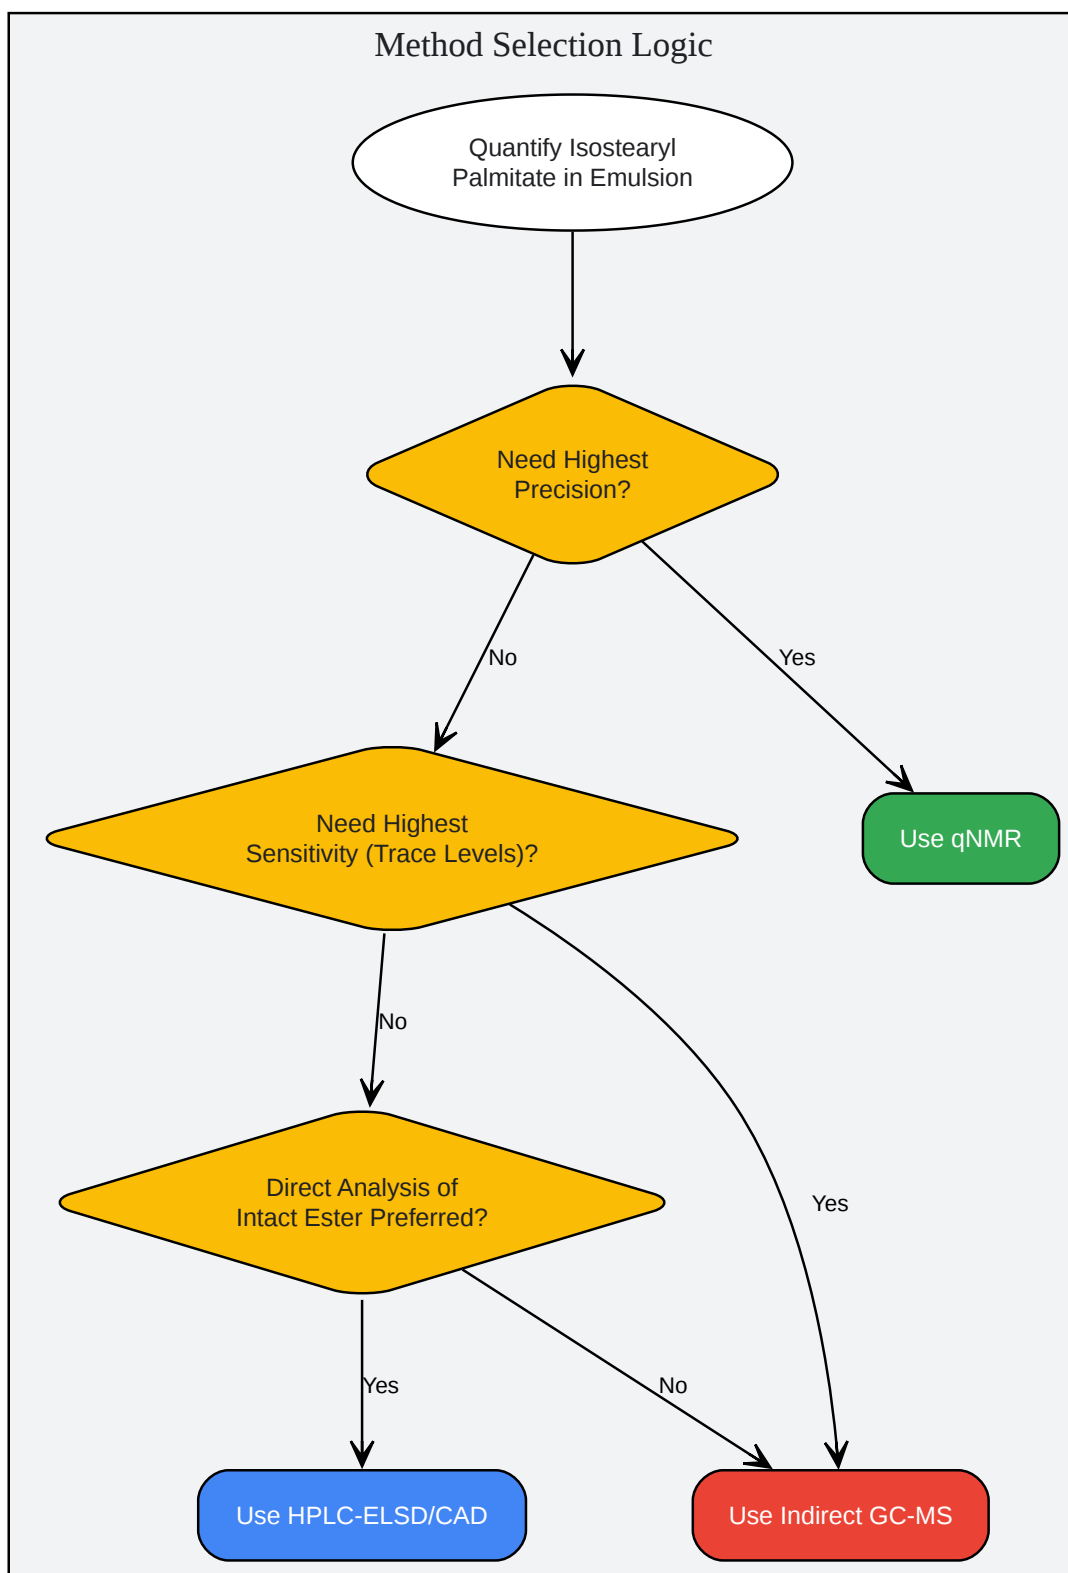 Method Selection Logic
Quantify Isostearyl
Palmitate in Emulsion
Need Highest
Precision?
No
Yes
Need Highest
Sensitivity (Trace Levels)?
Use qNMR
No
Direct Analysis of
Intact Ester Preferred?
Yes
Yes
No
Use HPLC-ELSD/CAD
Use Indirect GC-MS